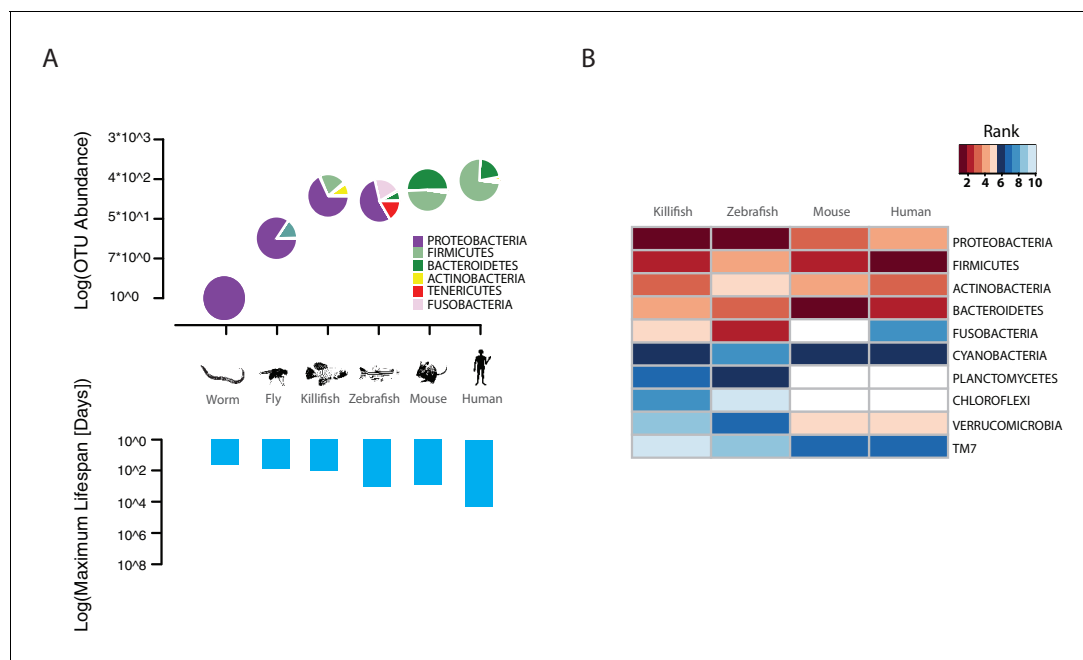 A
Log(OTU Abundance)
3*10^3
4*10^2
5*10^1
7*10^0
10^0
PROTEOBACTERIA
FIRMICUTES
BACTEROIDETES
ACTINOBACTERIA
TENERICUTES
FUSOBACTERIA
Worm Fly Killifish Zebrafish Mouse Human
Log(Maximum Lifespan [Days])
10^0
10^2
10^4
10^6
10^8
B
Rank
2 4 6 8 10
Killifish Zebrafish Mouse Human
PROTEOBACTERIA
FIRMICUTES
ACTINOBACTERIA
BACTEROIDETES
FUSOBACTERIA
CYANOBACTERIA
PLANCTOMYCETES
CHLOROFLEXI
VERRUCOMICROBIA
TM7